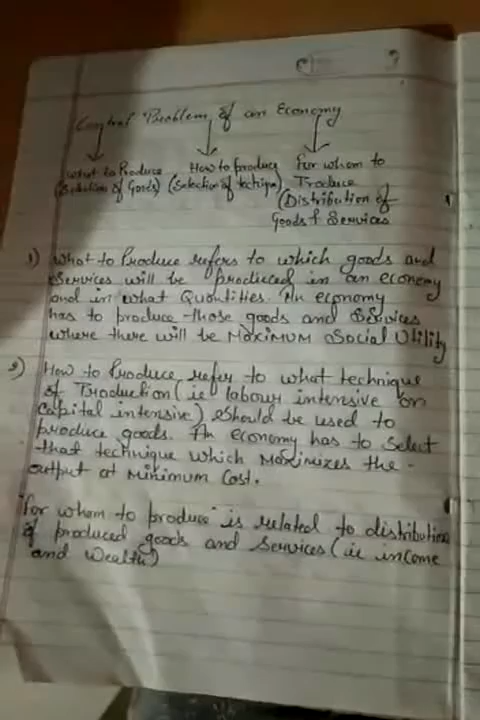 Central Problem of an Economy
What to Produce How to produce For whom to
(Selection of Goods) (Selection of techique) Produce
(Distribution of
Goods & Services
1) What to Produce refers to which goods and
Services will be produced in an economy
and in what Quantities. An economy
has to produce those goods and Services
where there will be Maximum Social Utility
2) How to Produce refer to what technique
of Production (ie labour intensive on
Capital intensive) should be used to
produce goods. An economy has to select
that technique which Maximizes the
output at Minimum Cost.
"For whom to produce" is related to distribution
of produced goods and Services (ie income
and Wealth)